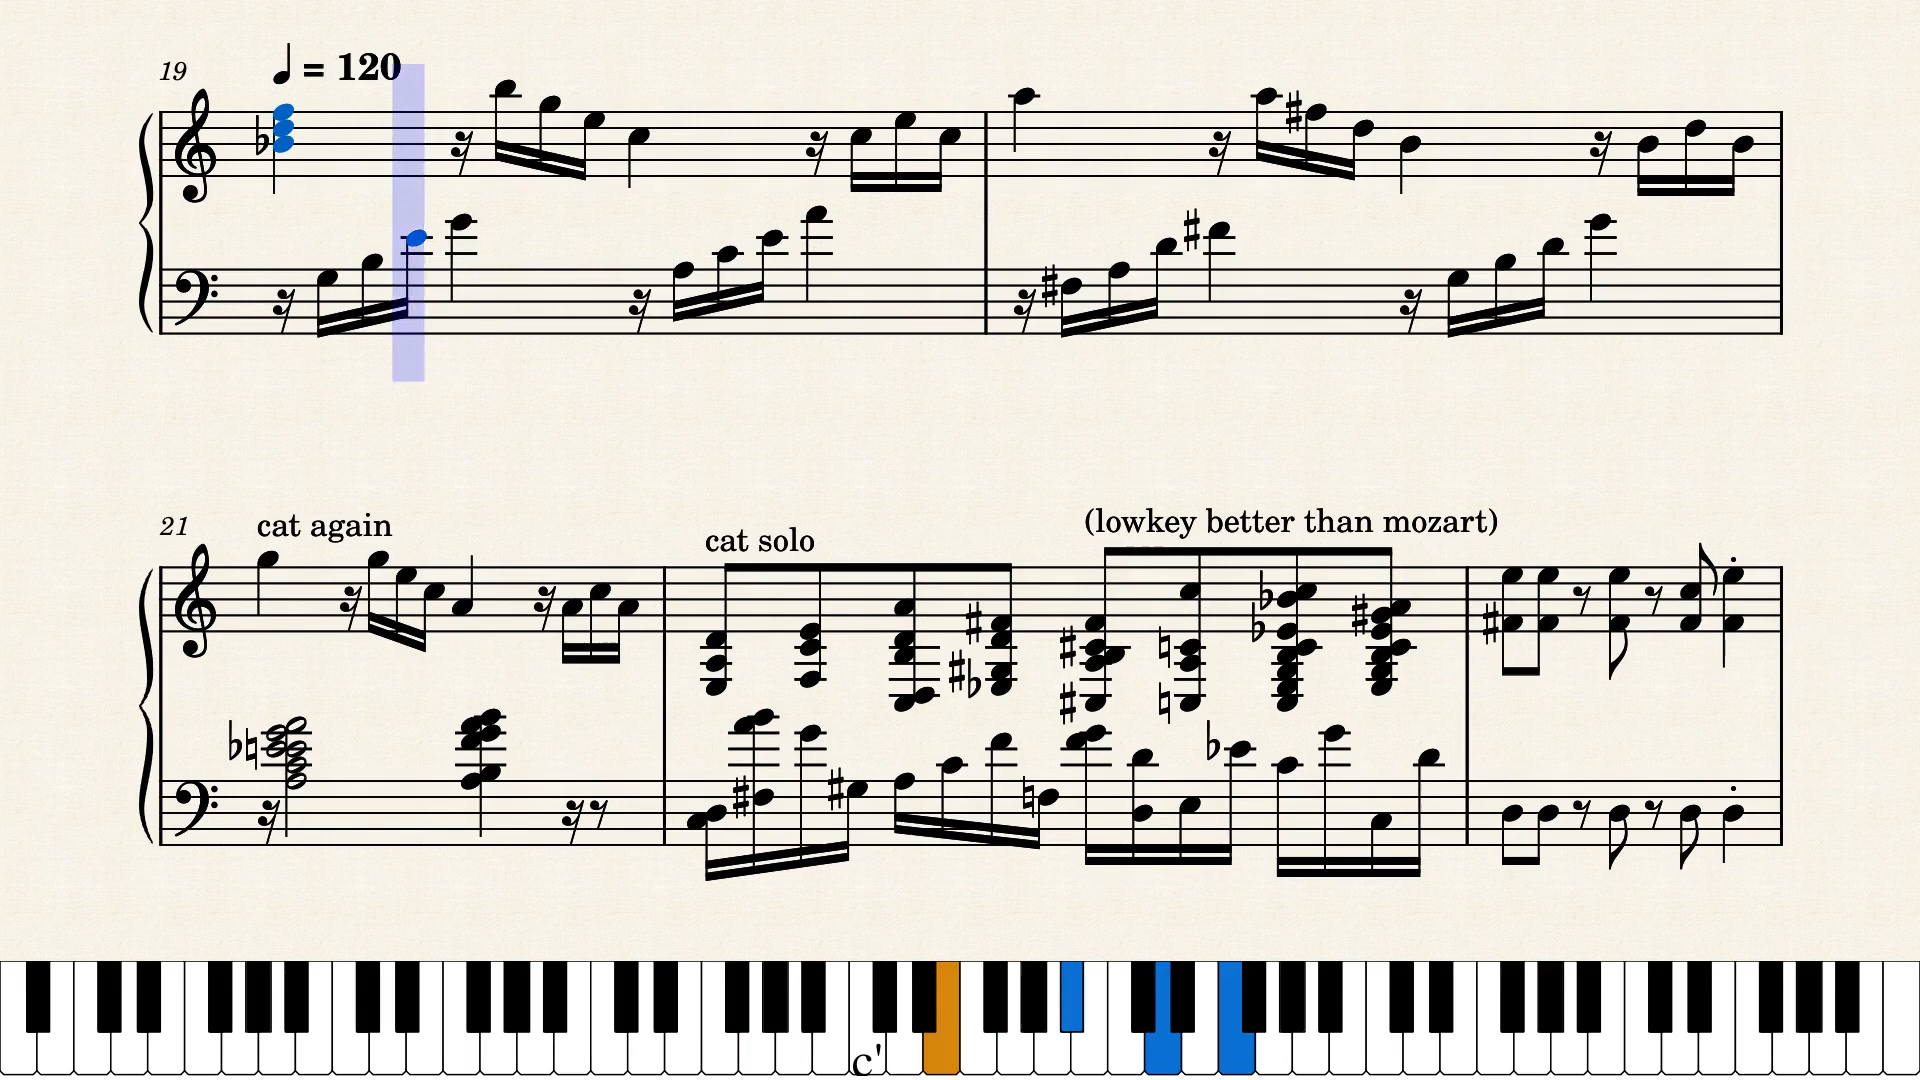 19
♩ = 120
21
cat again
cat solo
(lowkey better than mozart)
c'